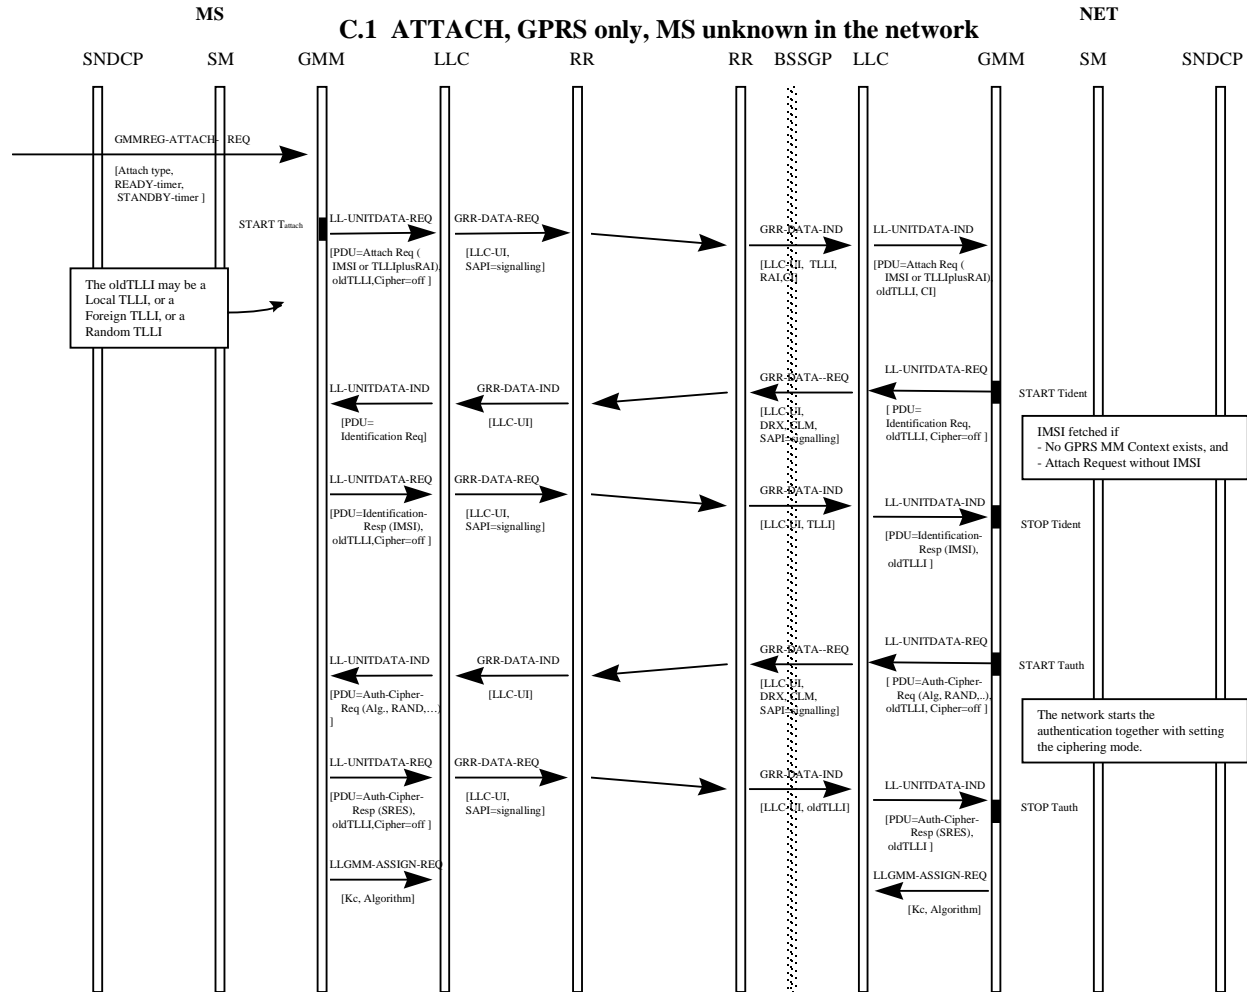 MS
NET
C.1 ATTACH, GPRS only, MS unknown in the network
SNDCP SM GMM LLC RR RR BSSGP LLC GMM SM SNDCP
GMMREG-ATTACH- REQ
[Attach type,
READY-timer,
STANDBY-timer ]
START Tattach
LL-UNITDATA-REQ
[PDU=Attach Req (
IMSI or TLLIplusRAI),
oldTLLI,Cipher=off ]
GRR-DATA-REQ
[LLC-UI,
SAPI=signalling]
GRR-DATA-IND
[LLC-UI, TLLI,
RAI,CI]
LL-UNITDATA-IND
[PDU=Attach Req (
IMSI or TLLIplusRAI),
oldTLLI, CI]
The oldTLLI may be a
Local TLLI, or a
Foreign TLLI, or a
Random TLLI
LL-UNITDATA-IND
[PDU=
Identification Req]
GRR-DATA-IND
[LLC-UI]
GRR-DATA--REQ
[LLC-UI,
DRX, CLM,
SAPI=signalling]
LL-UNITDATA-REQ
[ PDU=
Identification Req,
oldTLLI, Cipher=off ]
START Tident
IMSI fetched if
- No GPRS MM Context exists, and
- Attach Request without IMSI
LL-UNITDATA-REQ
[PDU=Identification-
Resp (IMSI),
oldTLLI,Cipher=off ]
GRR-DATA-REQ
[LLC-UI,
SAPI=signalling]
GRR-DATA-IND
[LLC-UI, TLLI]
LL-UNITDATA-IND
[PDU=Identification-
Resp (IMSI),
oldTLLI ]
STOP Tident
LL-UNITDATA-IND
[PDU=Auth-Cipher-
Req (Alg., RAND,...)
]
GRR-DATA-IND
[LLC-UI]
GRR-DATA--REQ
[LLC-UI,
DRX, CLM,
SAPI=signalling]
LL-UNITDATA-REQ
[ PDU=Auth-Cipher-
Req (Alg, RAND,..),
oldTLLI, Cipher=off ]
START Tauth
The network starts the
authentication together with setting
the ciphering mode.
LL-UNITDATA-REQ
[PDU=Auth-Cipher-
Resp (SRES),
oldTLLI,Cipher=off ]
GRR-DATA-REQ
[LLC-UI,
SAPI=signalling]
GRR-DATA-IND
[LLC-UI, oldTLLI]
LL-UNITDATA-IND
[PDU=Auth-Cipher-
Resp (SRES),
oldTLLI ]
STOP Tauth
LLGMM-ASSIGN-REQ
[Kc, Algorithm]
LLGMM-ASSIGN-REQ
[Kc, Algorithm]